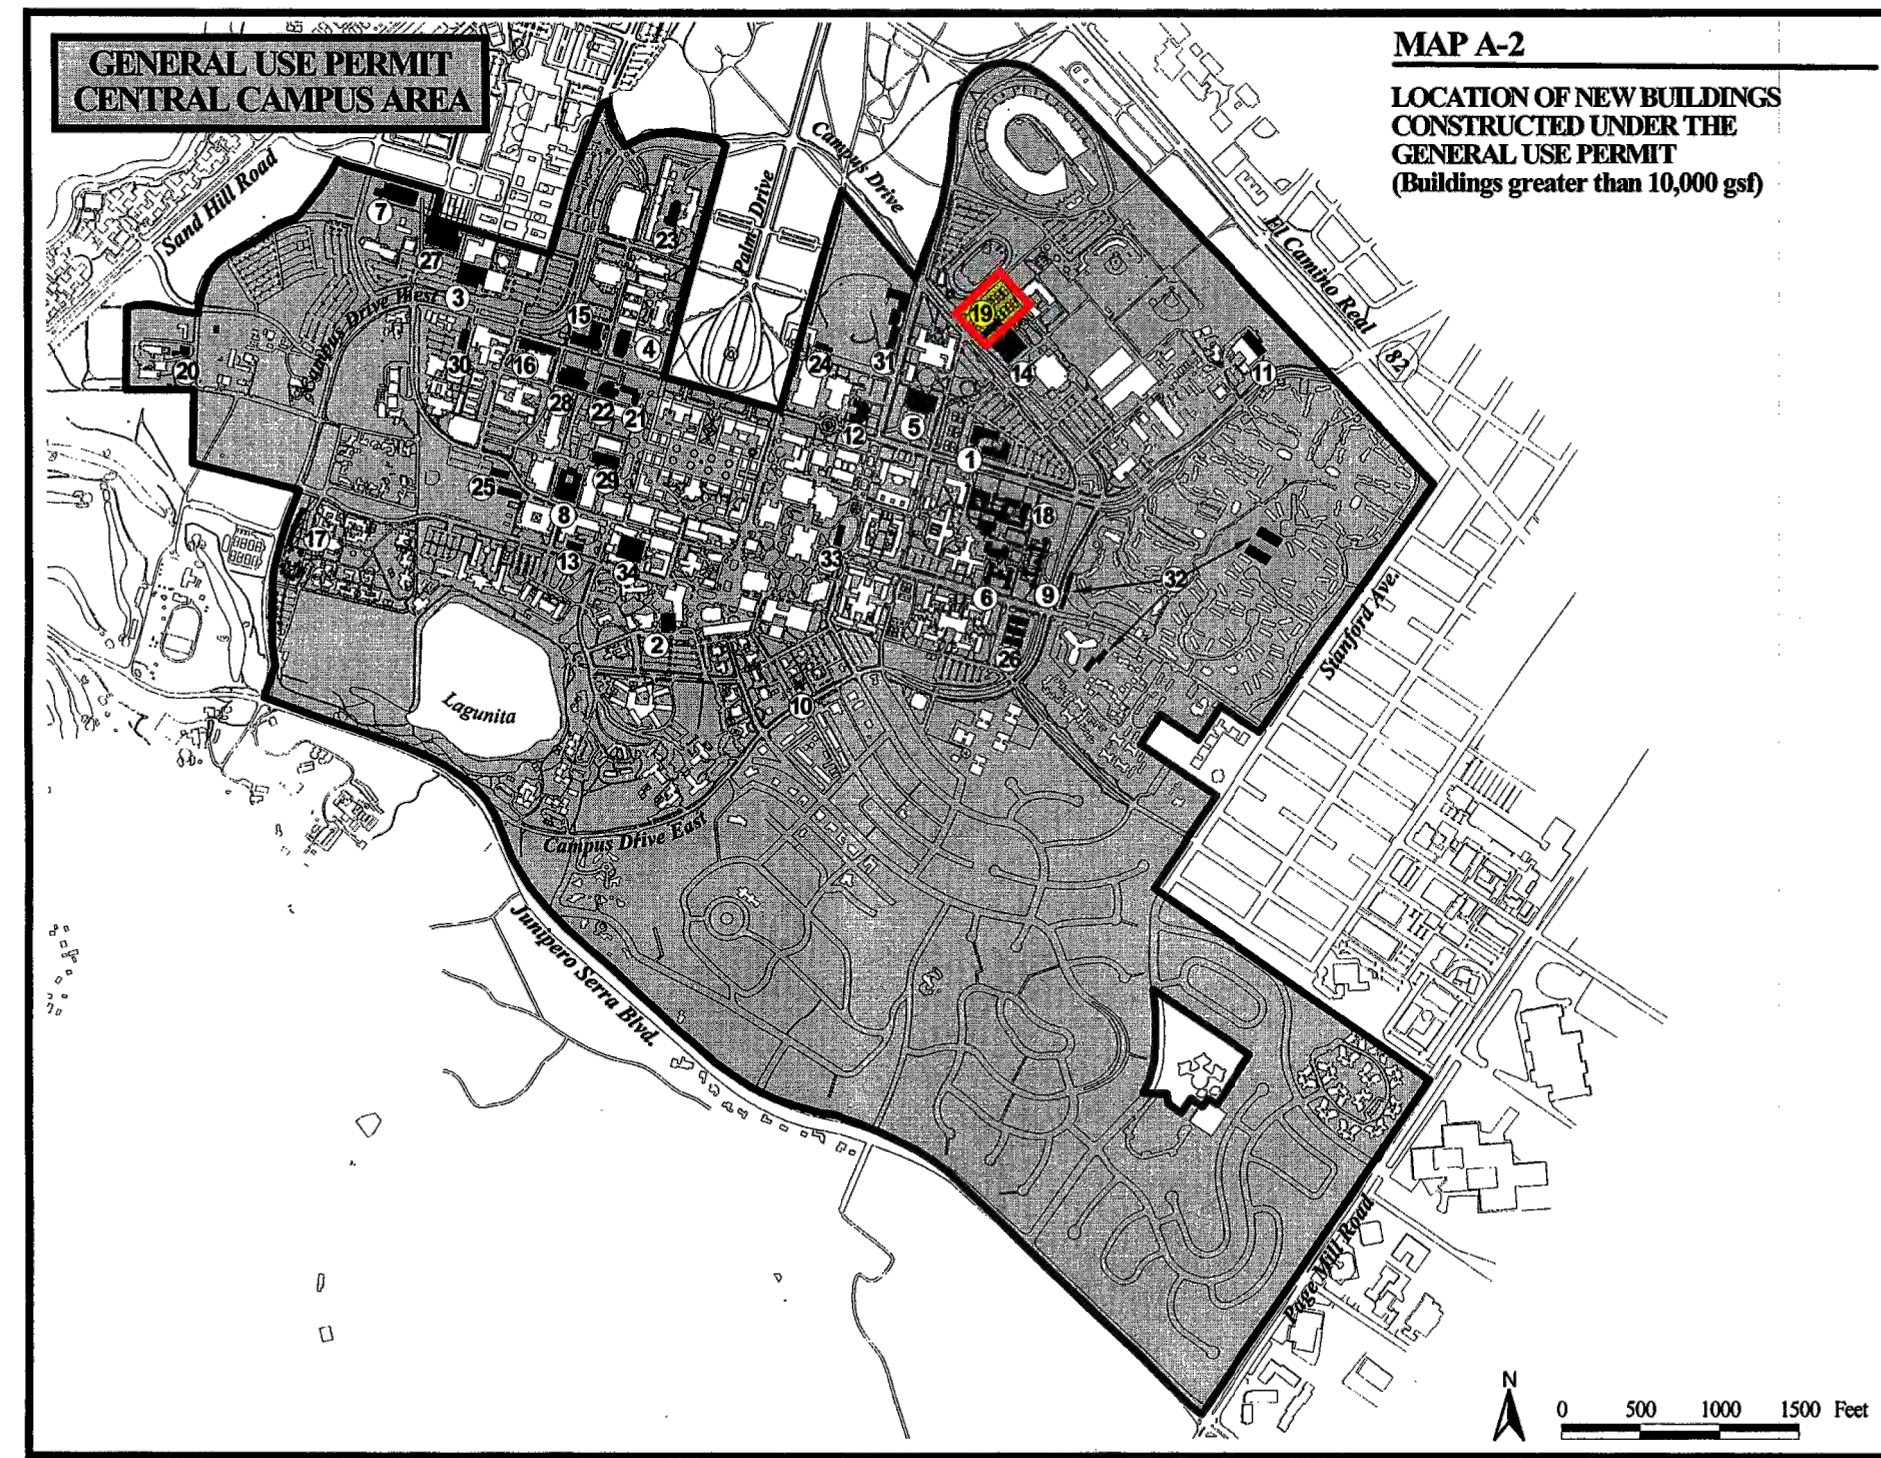 GENERAL USE PERMIT
CENTRAL CAMPUS AREA
MAP A-2
LOCATION OF NEW BUILDINGS
CONSTRUCTED UNDER THE
GENERAL USE PERMIT
(Buildings greater than 10,000 gsf)
Sand Hill Road
Palm Drive
Campus Drive
El Camino Real
82
7
23
27
3
Campus Drive West
15
4
19
20
30
16
24
31
14
11
28
22
21
12
5
1
25
29
8
18
17
13
34
33
32
6
9
2
26
Stanford Ave.
Lagunita
10
Campus Drive East
Junipero Serra Blvd.
Page Mill Road
N
0 500 1000 1500 Feet